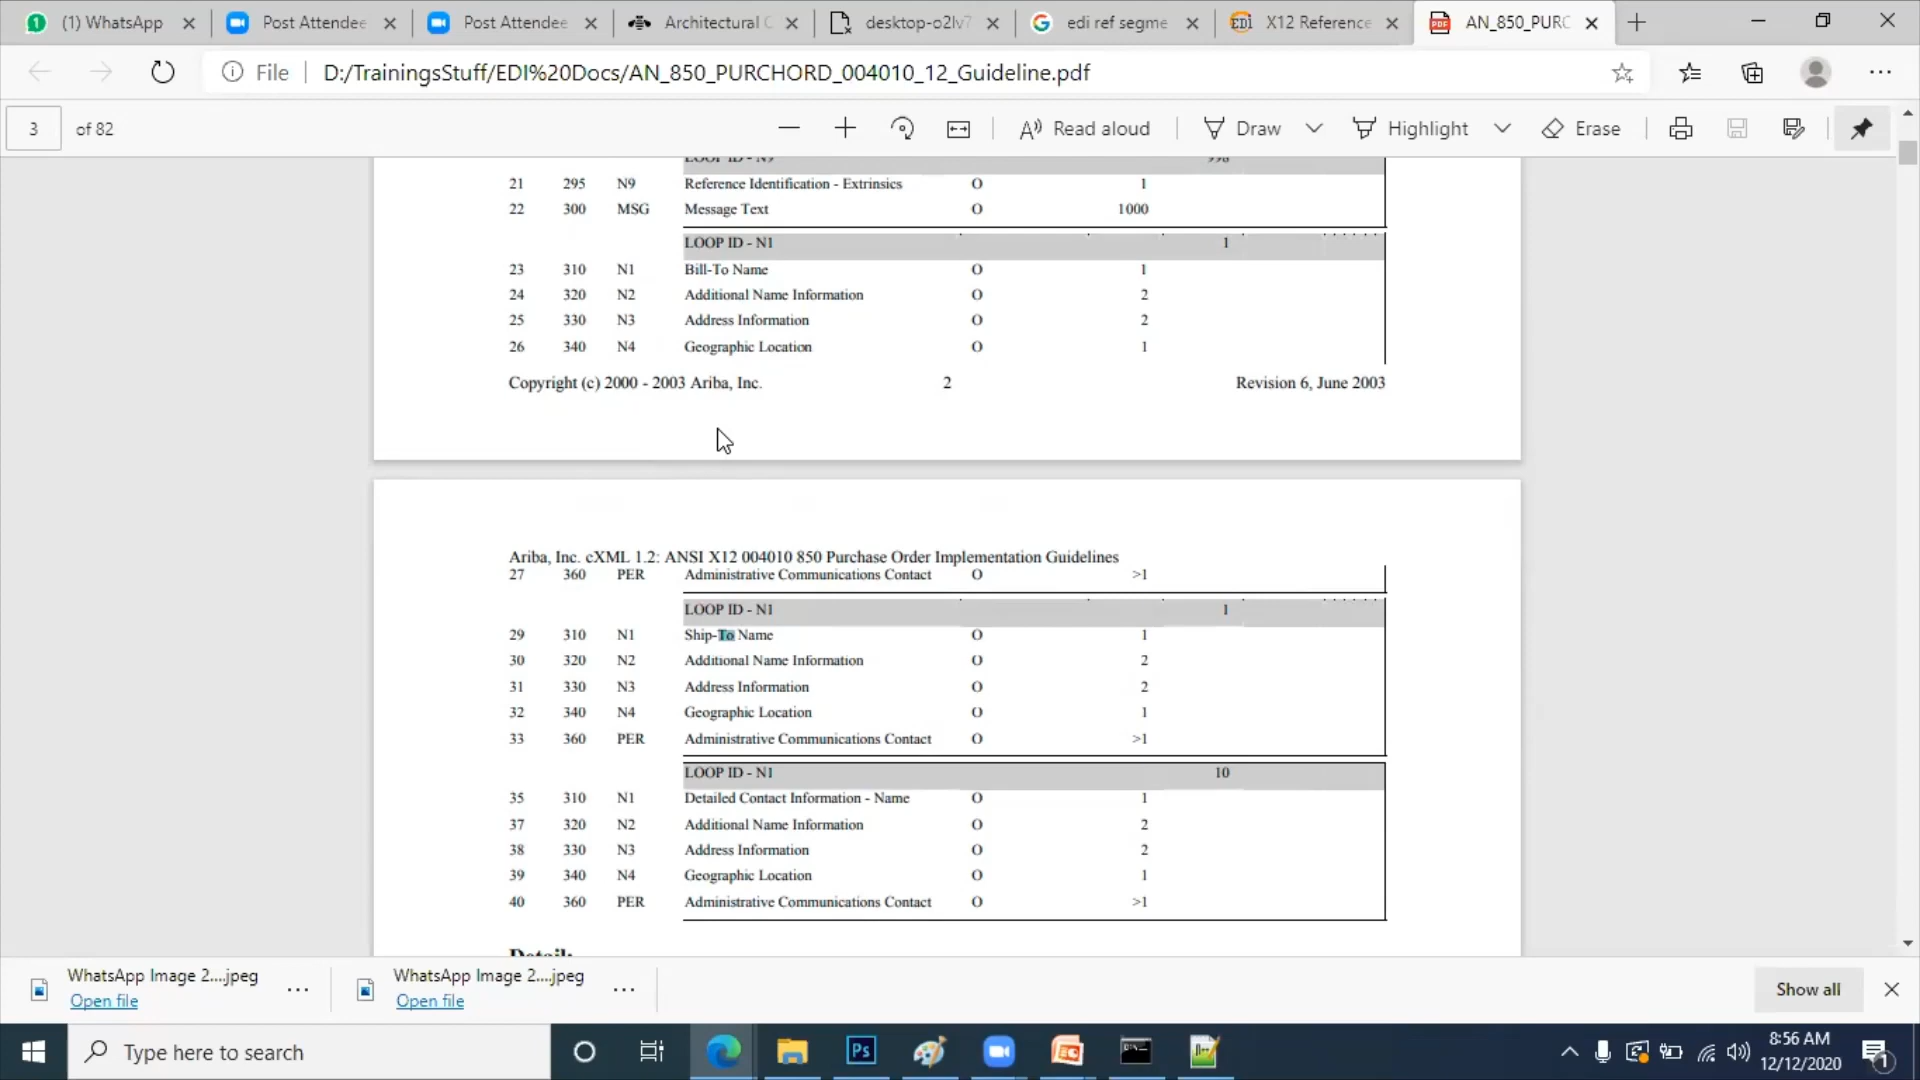 (1) WhatsApp
Post Attendee
Post Attendee
Architectural C
desktop-o2lv7
edi ref segme
X12 Reference
AN_850_PURC
File
D:/TrainingsStuff/EDI%20Docs/AN_850_PURCHORD_004010_12_Guideline.pdf
3 of 82
Read aloud
Draw
Highlight
Erase
LOOP ID - N9 998
21 295 N9 Reference Identification - Extrinsics O 1
22 300 MSG Message Text O 1000
LOOP ID - N1 1
23 310 N1 Bill-To Name O 1
24 320 N2 Additional Name Information O 2
25 330 N3 Address Information O 2
26 340 N4 Geographic Location O 1
Copyright (c) 2000 - 2003 Ariba, Inc. 2 Revision 6, June 2003
Ariba, Inc. cXML 1.2: ANSI X12 004010 850 Purchase Order Implementation Guidelines
27 360 PER Administrative Communications Contact O >1
LOOP ID - N1 1
29 310 N1 Ship-To Name O 1
30 320 N2 Additional Name Information O 2
31 330 N3 Address Information O 2
32 340 N4 Geographic Location O 1
33 360 PER Administrative Communications Contact O >1
LOOP ID - N1 10
35 310 N1 Detailed Contact Information - Name O 1
37 320 N2 Additional Name Information O 2
38 330 N3 Address Information O 2
39 340 N4 Geographic Location O 1
40 360 PER Administrative Communications Contact O >1
WhatsApp Image 2....jpeg
Open file
WhatsApp Image 2....jpeg
Open file
Show all
Type here to search
8:56 AM
12/12/2020